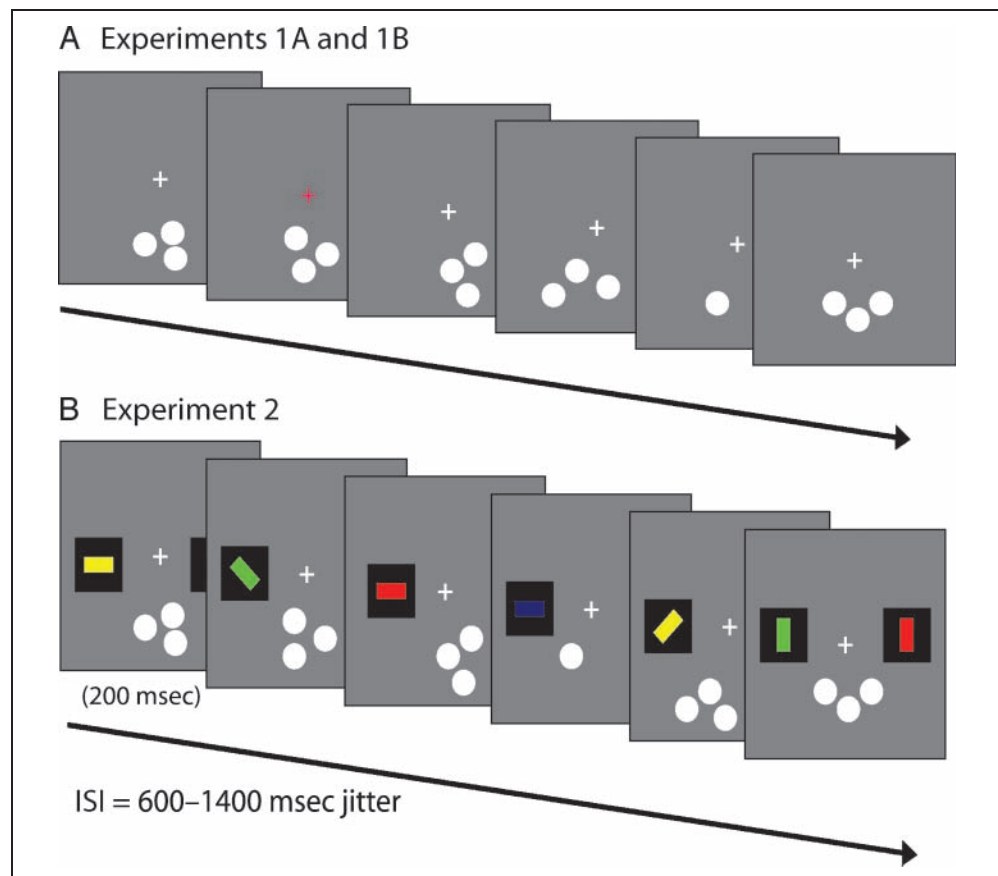 A Experiments 1A and 1B
B Experiment 2
(200 msec)
ISI = 600–1400 msec jitter